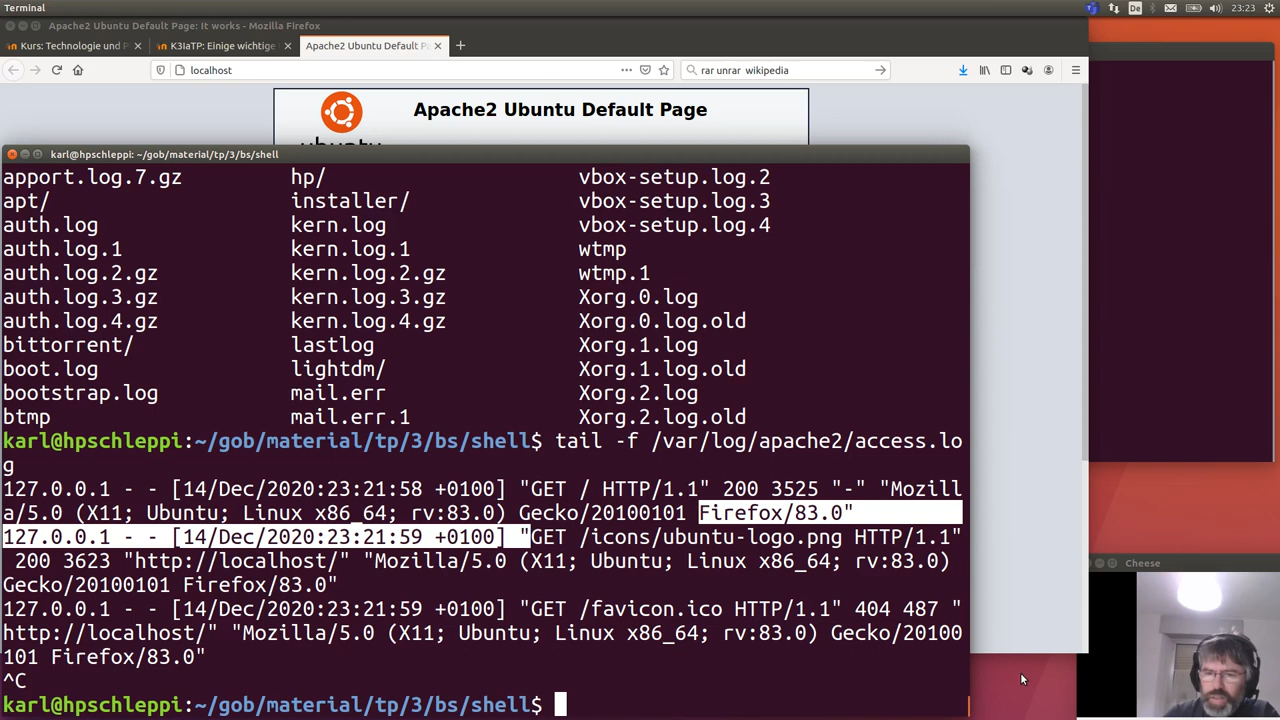 Terminal
De
23:23
Apache2 Ubuntu Default Page: It works - Mozilla Firefox
Kurs: Technologie und P
K3IaTP: Einige wichtige
Apache2 Ubuntu Default P
localhost
rar unrar wikipedia
Apache2 Ubuntu Default Page
ubuntu
karl@hpschleppi: ~/gob/material/tp/3/bs/shell
apport.log.7.gz hp/ vbox-setup.log.2
apt/ installer/ vbox-setup.log.3
auth.log kern.log vbox-setup.log.4
auth.log.1 kern.log.1 wtmp
auth.log.2.gz kern.log.2.gz wtmp.1
auth.log.3.gz kern.log.3.gz Xorg.0.log
auth.log.4.gz kern.log.4.gz Xorg.0.log.old
bittorrent/ lastlog Xorg.1.log
boot.log lightdm/ Xorg.1.log.old
bootstrap.log mail.err Xorg.2.log
btmp mail.err.1 Xorg.2.log.old
karl@hpschleppi:~/gob/material/tp/3/bs/shell$ tail -f /var/log/apache2/access.lo
g
127.0.0.1 - - [14/Dec/2020:23:21:58 +0100] "GET / HTTP/1.1" 200 3525 "-" "Mozill
a/5.0 (X11; Ubuntu; Linux x86_64; rv:83.0) Gecko/20100101 Firefox/83.0"
127.0.0.1 - - [14/Dec/2020:23:21:59 +0100] "GET /icons/ubuntu-logo.png HTTP/1.1"
200 3623 "http://localhost/" "Mozilla/5.0 (X11; Ubuntu; Linux x86_64; rv:83.0)
Gecko/20100101 Firefox/83.0"
127.0.0.1 - - [14/Dec/2020:23:21:59 +0100] "GET /favicon.ico HTTP/1.1" 404 487 "
http://localhost/" "Mozilla/5.0 (X11; Ubuntu; Linux x86_64; rv:83.0) Gecko/20100
101 Firefox/83.0"
^C
karl@hpschleppi:~/gob/material/tp/3/bs/shell$
Cheese